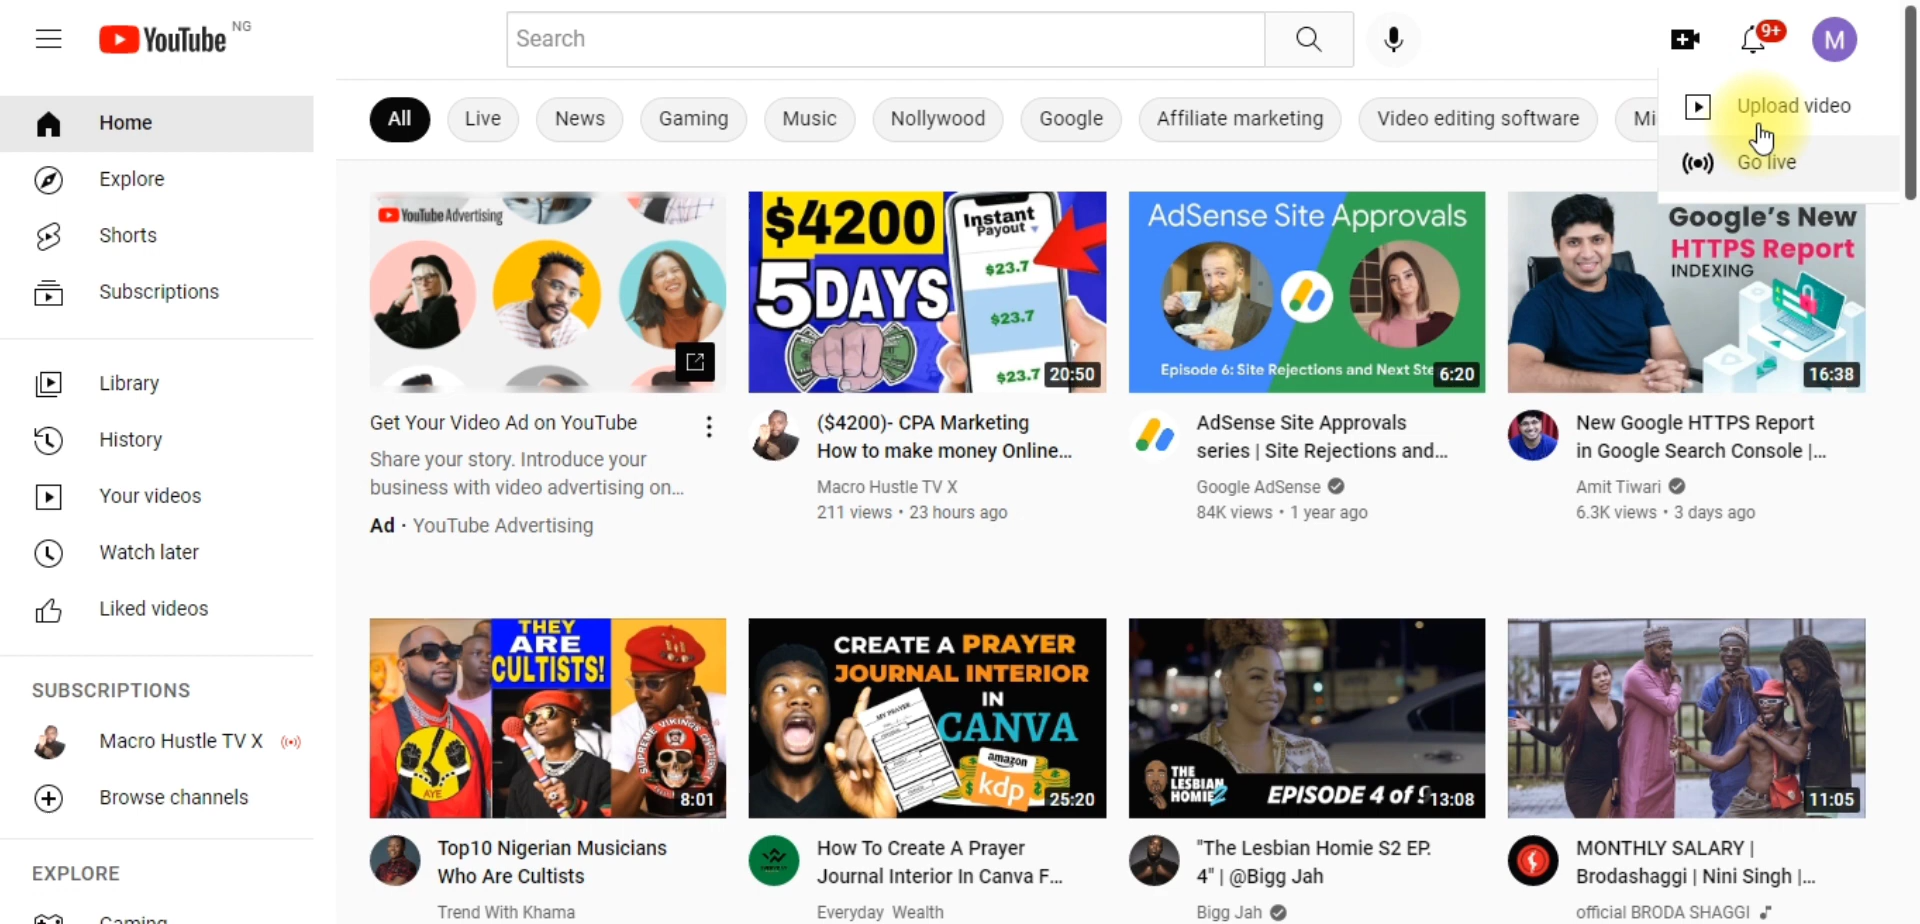 YouTube NG
Search
9+
M
Upload video
Go live
Home
Explore
Shorts
Subscriptions
Library
History
Your videos
Watch later
Liked videos
SUBSCRIPTIONS
Macro Hustle TV X
Browse channels
EXPLORE
Gaming
All
Live
News
Gaming
Music
Nollywood
Google
Affiliate marketing
Video editing software
Mi
YouTube Advertising
Get Your Video Ad on YouTube
Share your story. Introduce your
business with video advertising on...
Ad · YouTube Advertising
$4200
5DAYS
Instant
Payout
$23.7
$23.7
$23.7
20:50
($4200)- CPA Marketing
How to make money Online...
Macro Hustle TV X
211 views • 23 hours ago
AdSense Site Approvals
Episode 6: Site Rejections and Next Ste
6:20
AdSense Site Approvals
series | Site Rejections and...
Google AdSense
84K views • 1 year ago
Google's New
HTTPS Report
INDEXING
16:38
New Google HTTPS Report
in Google Search Console |...
Amit Tiwari
6.3K views • 3 days ago
THEY
ARE
CULTISTS!
AYE
SUPREME VIKINGS
8:01
Top10 Nigerian Musicians
Who Are Cultists
Trend With Khama
CREATE A PRAYER
JOURNAL INTERIOR
IN
CANVA
MY PRAYER
amazon
kdp
25:20
How To Create A Prayer
Journal Interior In Canva F...
Everyday Wealth
THE
LESBIAN
HOMIE
2
EPISODE 4 of
13:08
"The Lesbian Homie S2 EP.
4" | @Bigg Jah
Bigg Jah
11:05
MONTHLY SALARY |
Brodashaggi | Nini Singh |...
official BRODA SHAGGI